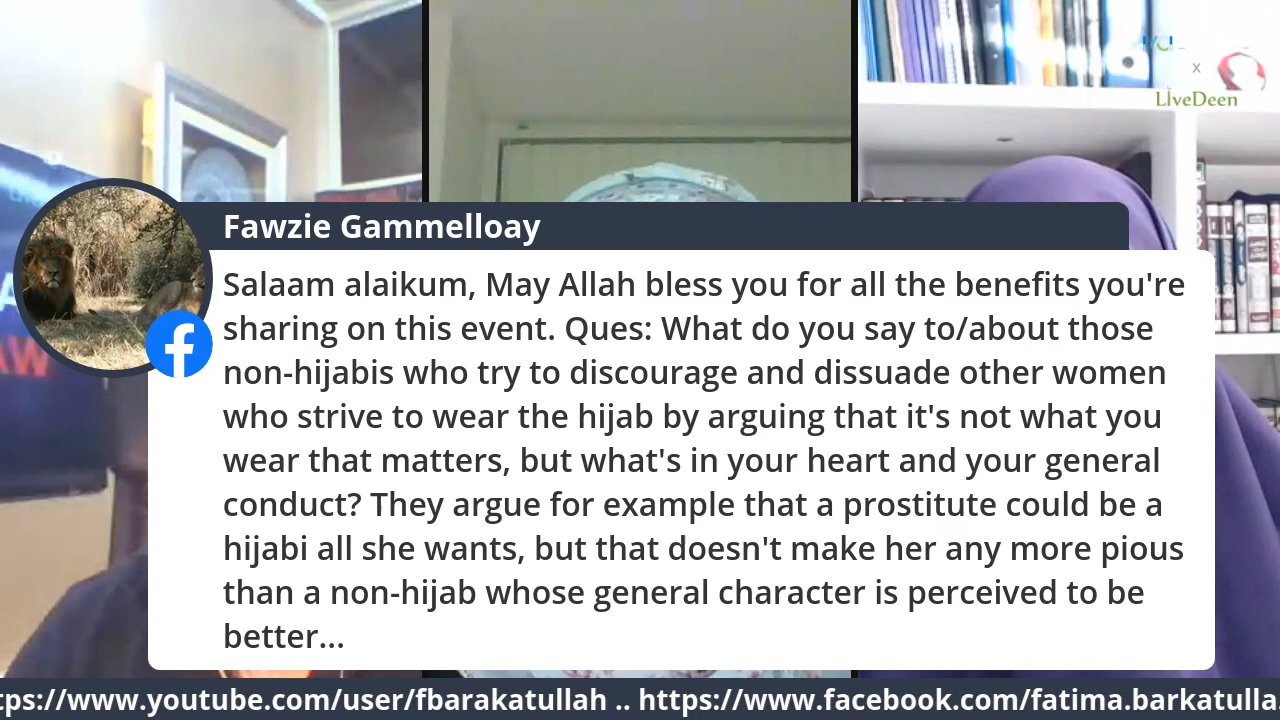 x
LiveDeen
Fawzie Gammelloay
Salaam alaikum, May Allah bless you for all the benefits you're
sharing on this event. Ques: What do you say to/about those
non-hijabis who try to discourage and dissuade other women
who strive to wear the hijab by arguing that it's not what you
wear that matters, but what's in your heart and your general
conduct? They argue for example that a prostitute could be a
hijabi all she wants, but that doesn't make her any more pious
than a non-hijab whose general character is perceived to be
better...
tps://www.youtube.com/user/fbarakatullah .. https://www.facebook.com/fatima.barkatulla